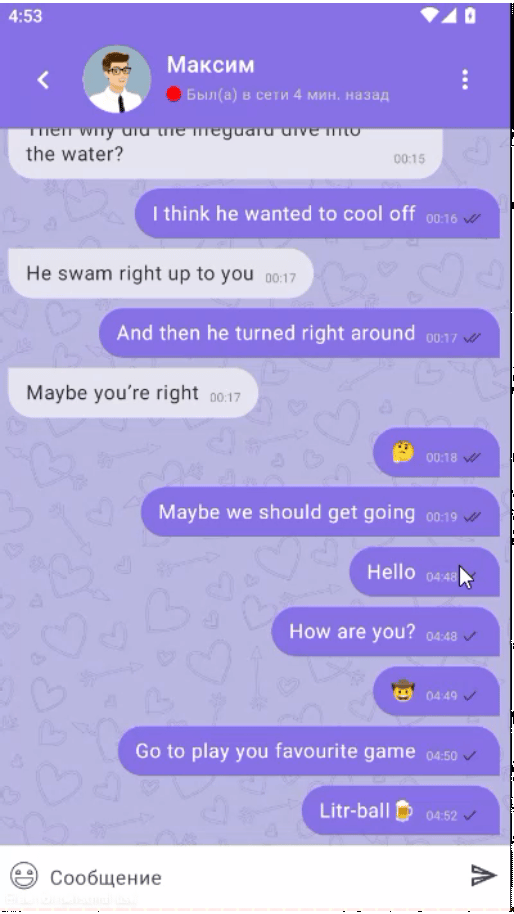 4:53
Максим
Был(а) в сети 4 мин. назад
Then why did the lifeguard dive into
the water? 00:15
I think he wanted to cool off 00:16
He swam right up to you 00:17
And then he turned right around 00:17
Maybe you’re right 00:17
🤔 00:18
Maybe we should get going 00:19
Hello 04:48
How are you? 04:48
🤠 04:49
Go to play you favourite game 04:50
Litr-ball🍺 04:52
Сообщение